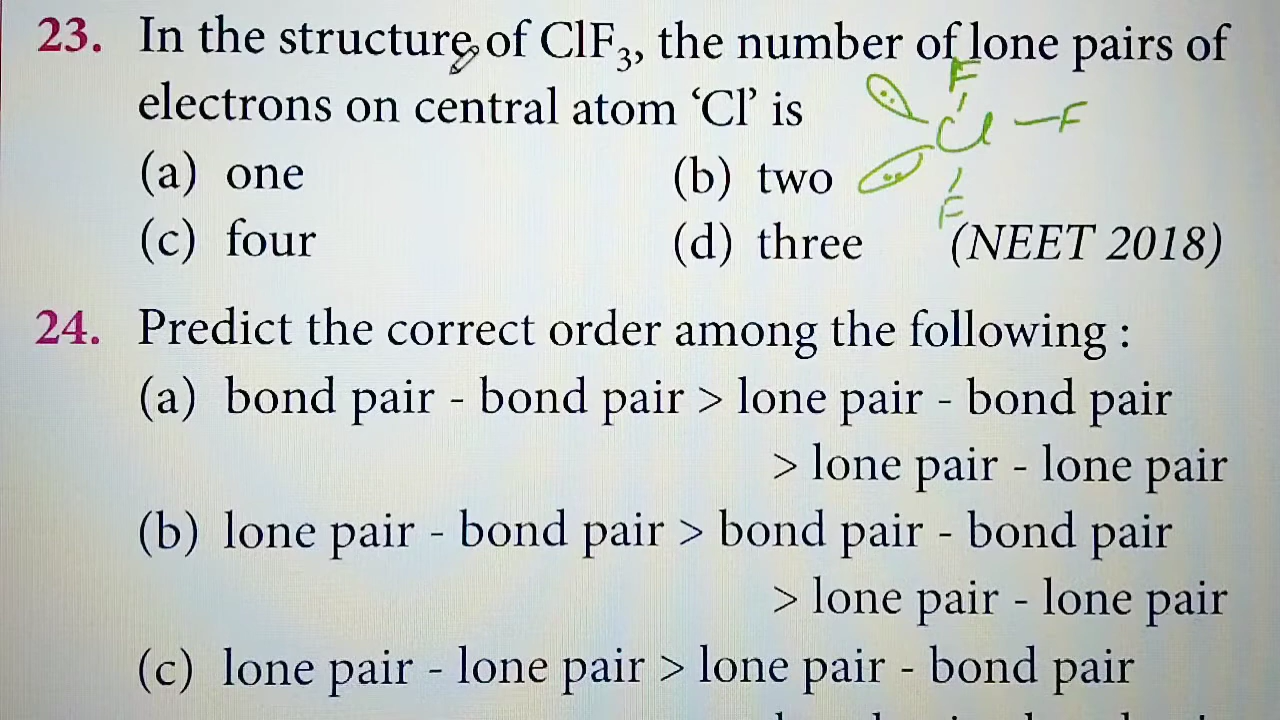 23. In the structure of ClF3, the number of lone pairs of
electrons on central atom ‘Cl’ is
F
Cl – F
F
(a) one (b) two
(c) four (d) three (NEET 2018)
24. Predict the correct order among the following :
(a) bond pair - bond pair > lone pair - bond pair
> lone pair - lone pair
(b) lone pair - bond pair > bond pair - bond pair
> lone pair - lone pair
(c) lone pair - lone pair > lone pair - bond pair